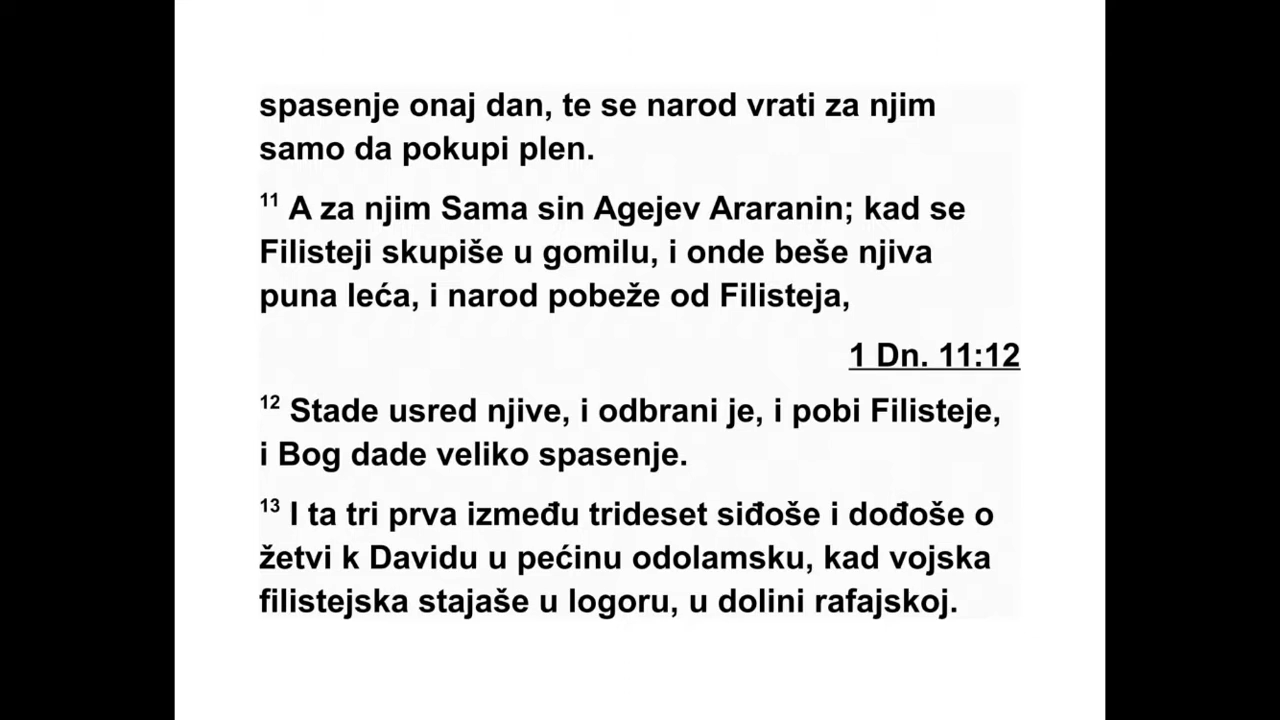 spasenje onaj dan, te se narod vrati za njim
samo da pokupi plen.
11 A za njim Sama sin Agejev Araranin; kad se
Filisteji skupiše u gomilu, i onde beše njiva
puna leća, i narod pobeže od Filisteja,
1 Dn. 11:12
12 Stade usred njive, i odbrani je, i pobi Filisteje,
i Bog dade veliko spasenje.
13 I ta tri prva između trideset siđoše i dođoše o
žetvi k Davidu u pećinu odolamsku, kad vojska
filistejska stajaše u logoru, u dolini rafajskoj.